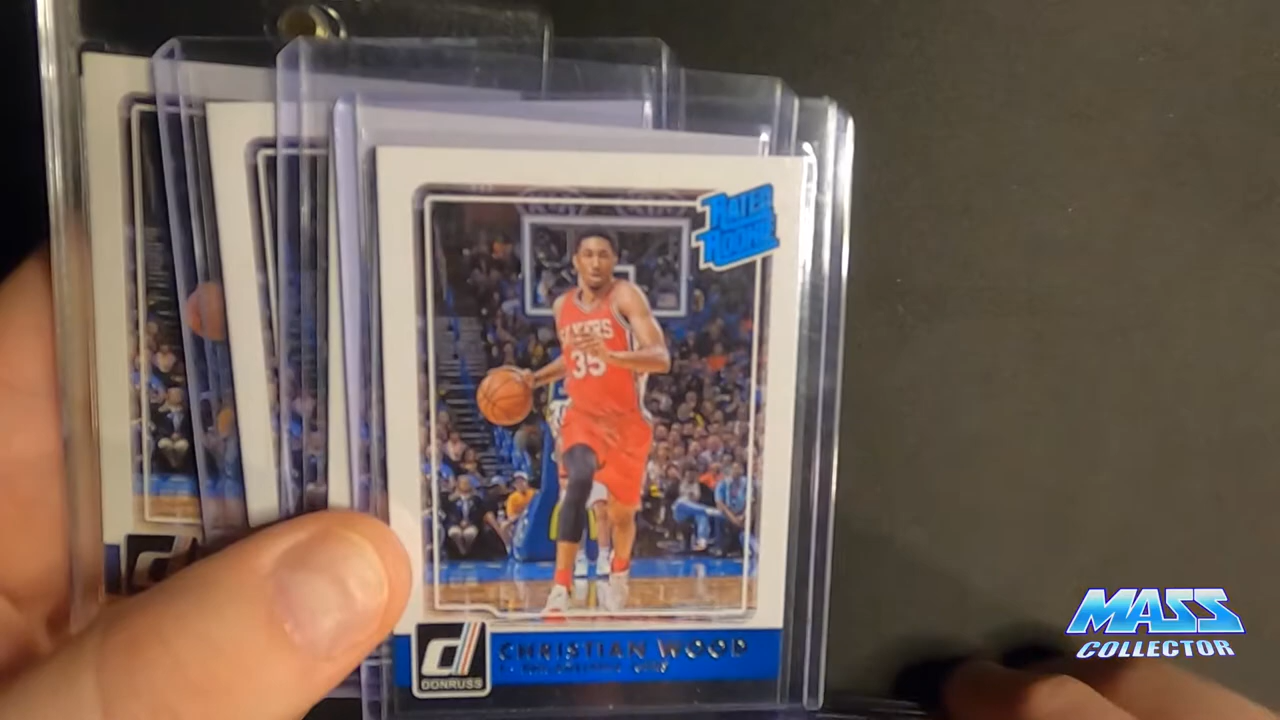 RATED
ROOKIE
35
CHRISTIAN WOOD
DONRUSS
MASS
COLLECTOR